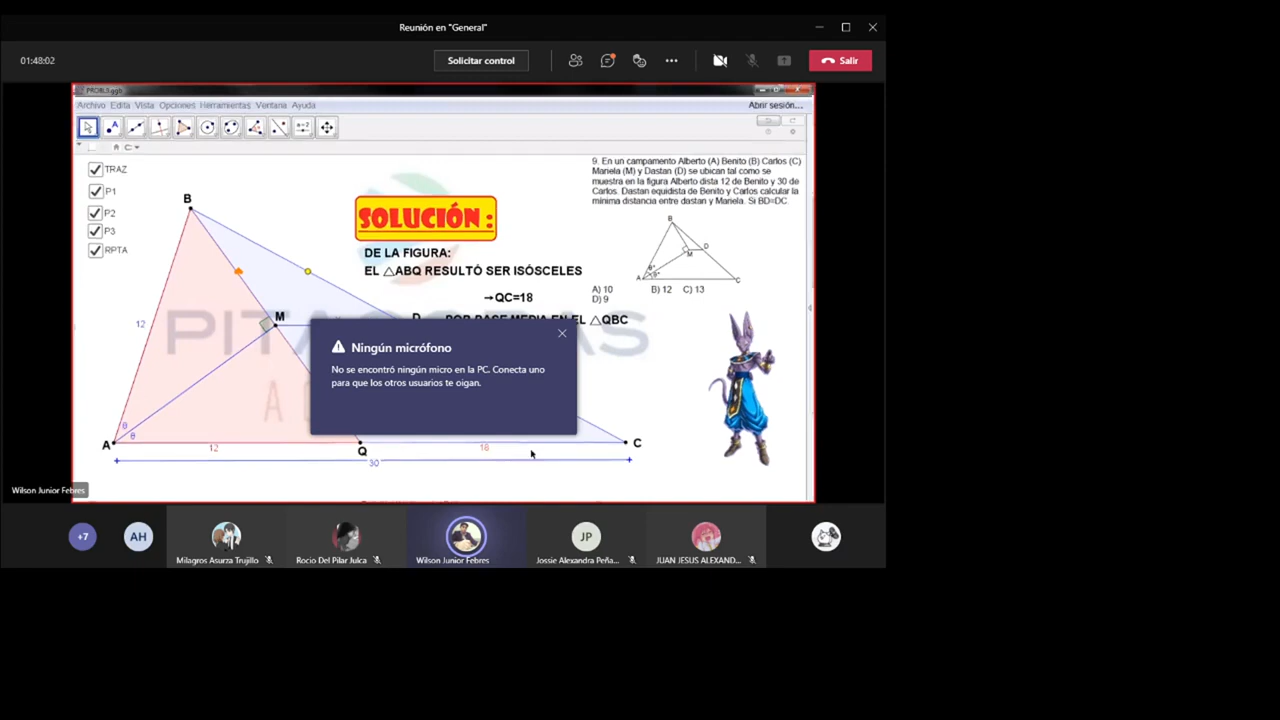 Reunión en "General"
01:48:02
Solicitar control
Salir
PROBL9.ggb
Archivo Edita Vista Opciones Herramientas Ventana Ayuda
Abrir sesión...
TRAZ
P1
P2
P3
RPTA
SOLUCIÓN :
DE LA FIGURA:
EL △ABQ RESULTÓ SER ISÓSCELES
→QC=18
POR BASE MEDIA EN EL △QBC
9. En un campamento Alberto (A) Benito (B) Carlos (C)
Mariela (M) y Dastan (D) se ubican tal como se
muestra en la figura Alberto dista 12 de Benito y 30 de
Carlos. Dastan equidista de Benito y Carlos calcular la
mínima distancia entre dastan y Mariela. Si BD=DC.
B
D
M
θ°
θ°
A
C
A) 10 B) 12 C) 13
D) 9
B
12
M
D
θ
θ
A
12
Q
18
C
30
Ningún micrófono
No se encontró ningún micro en la PC. Conecta uno
para que los otros usuarios te oigan.
Wilson Junior Febres
+7
AH
Milagros Asurza Trujillo
Rocio Del Pilar Julca
Wilson Junior Febres
JP
Jossie Alexandra Peña...
JUAN JESUS ALEXAND...